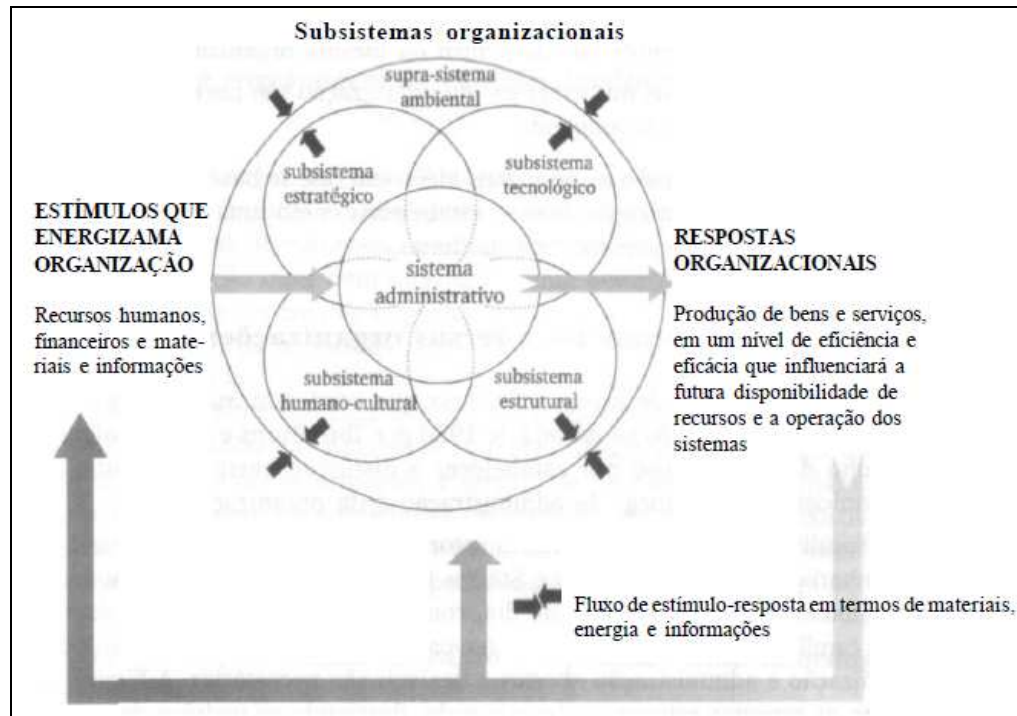 Subsistemas organizacionais
supra-sistema
ambiental
subsistema
estratégico
subsistema
tecnológico
ESTÍMULOS QUE
ENERGIZAMA
ORGANIZAÇÃO
Recursos humanos,
financeiros e mate-
riais e informações
sistema
administrativo
RESPOSTAS
ORGANIZACIONAIS
Produção de bens e serviços,
em um nível de eficiência e
eficácia que influenciará a
futura disponibilidade de
recursos e a operação dos
sistemas
subsistema
humano-cultural
subsistema
estrutural
Fluxo de estímulo-resposta em termos de materiais,
energia e informações